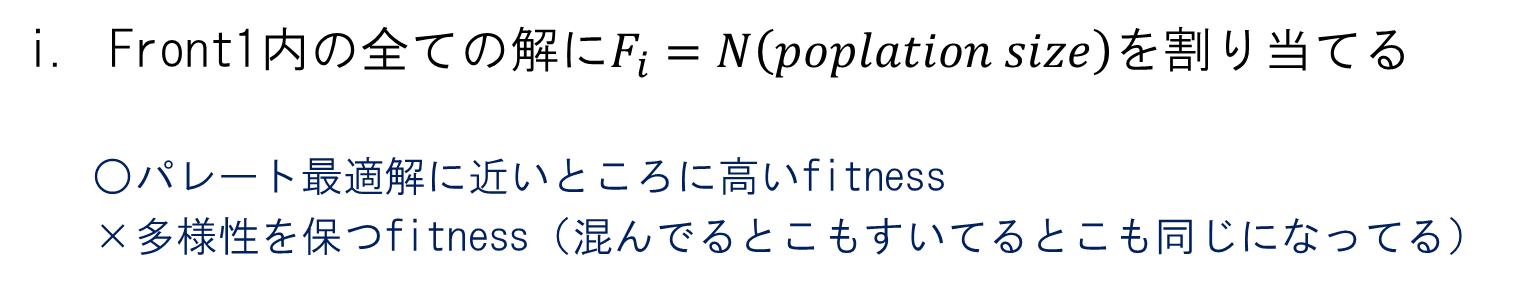 i. Front1内の全ての解に$F_i = N(poplation size)$を割り当てる
○パレート最適解に近いところに高いfitness
×多様性を保つfitness（混んでるとこもすいてるとこも同じになってる）